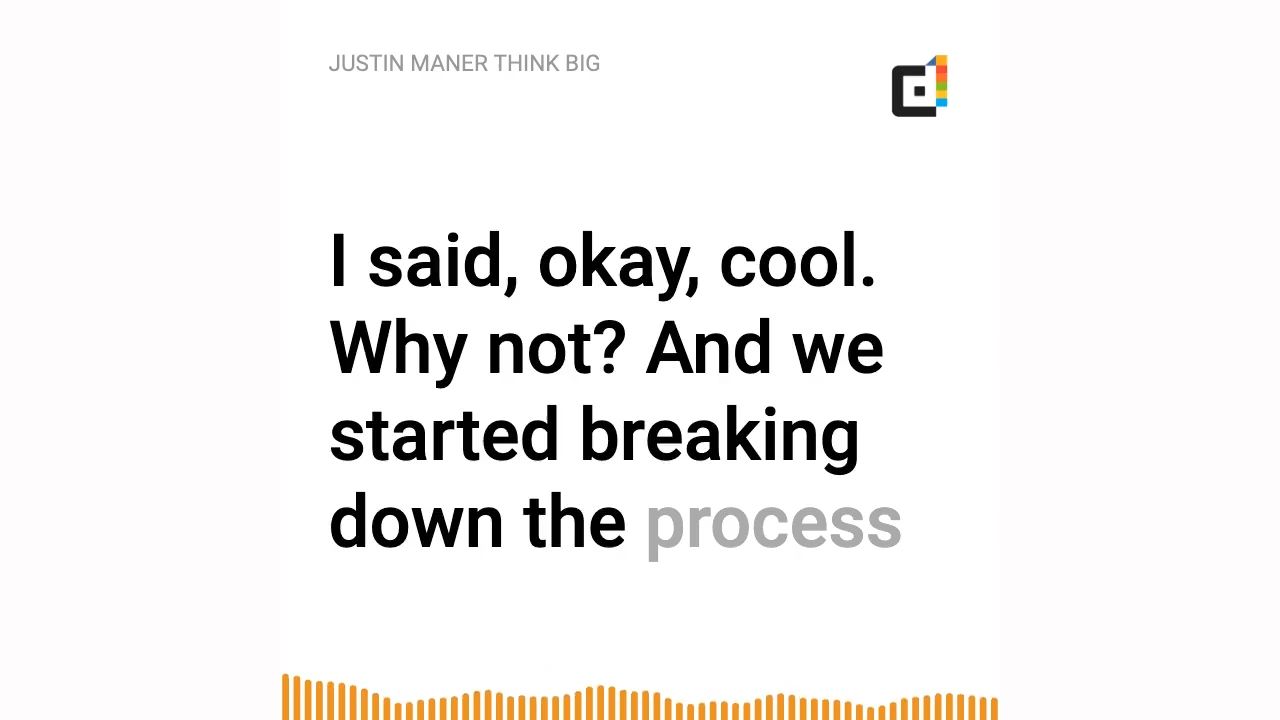 JUSTIN MANER THINK BIG
I said, okay, cool.
Why not? And we
started breaking
down the process